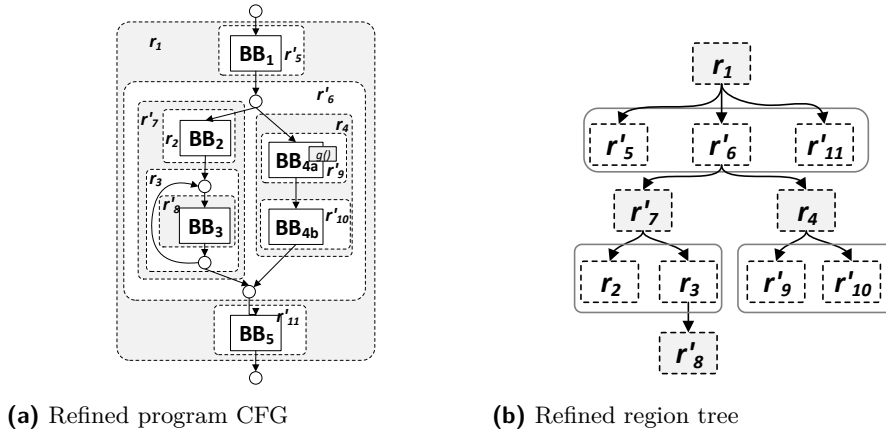 r1
BB1
r'5
r'6
r'7
r4
r2
BB2
g()
BB4a
r'9
r3
r'8
BB3
r'10
BB4b
r'11
BB5
(a) Refined program CFG
r1
r'5 r'6 r'11
r'7 r4
r2 r3 r'9 r'10
r'8
(b) Refined region tree